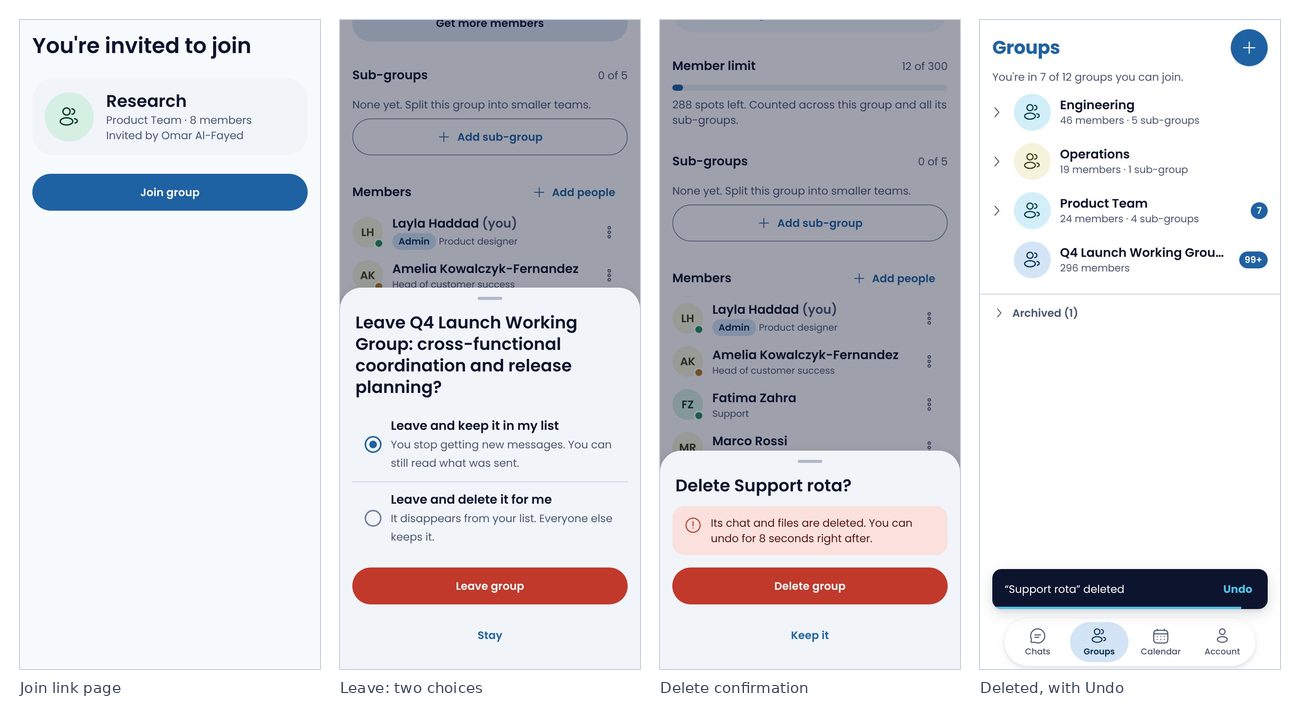 You're invited to join
Research
Product Team · 8 members
Invited by Omar Al-Fayed
Join group
Join link page
Get more members
Sub-groups 0 of 5
None yet. Split this group into smaller teams.
Add sub-group
Members Add people
LH Layla Haddad (you)
Admin Product designer
AK Amelia Kowalczyk-Fernandez
Head of customer success
Leave Q4 Launch Working
Group: cross-functional
coordination and release
planning?
Leave and keep it in my list
You stop getting new messages. You can
still read what was sent.
Leave and delete it for me
It disappears from your list. Everyone else
keeps it.
Leave group
Stay
Leave: two choices
Member limit 12 of 300
288 spots left. Counted across this group and all its
sub-groups.
Sub-groups 0 of 5
None yet. Split this group into smaller teams.
Add sub-group
Members Add people
LH Layla Haddad (you)
Admin Product designer
AK Amelia Kowalczyk-Fernandez
Head of customer success
FZ Fatima Zahra
Support
MR Marco Rossi
Delete Support rota?
Its chat and files are deleted. You can
undo for 8 seconds right after.
Delete group
Keep it
Delete confirmation
Groups
You're in 7 of 12 groups you can join.
Engineering
46 members · 5 sub-groups
Operations
19 members · 1 sub-group
Product Team
24 members · 4 sub-groups
7
Q4 Launch Working Grou...
296 members
99+
Archived (1)
“Support rota” deleted Undo
Chats Groups Calendar Account
Deleted, with Undo